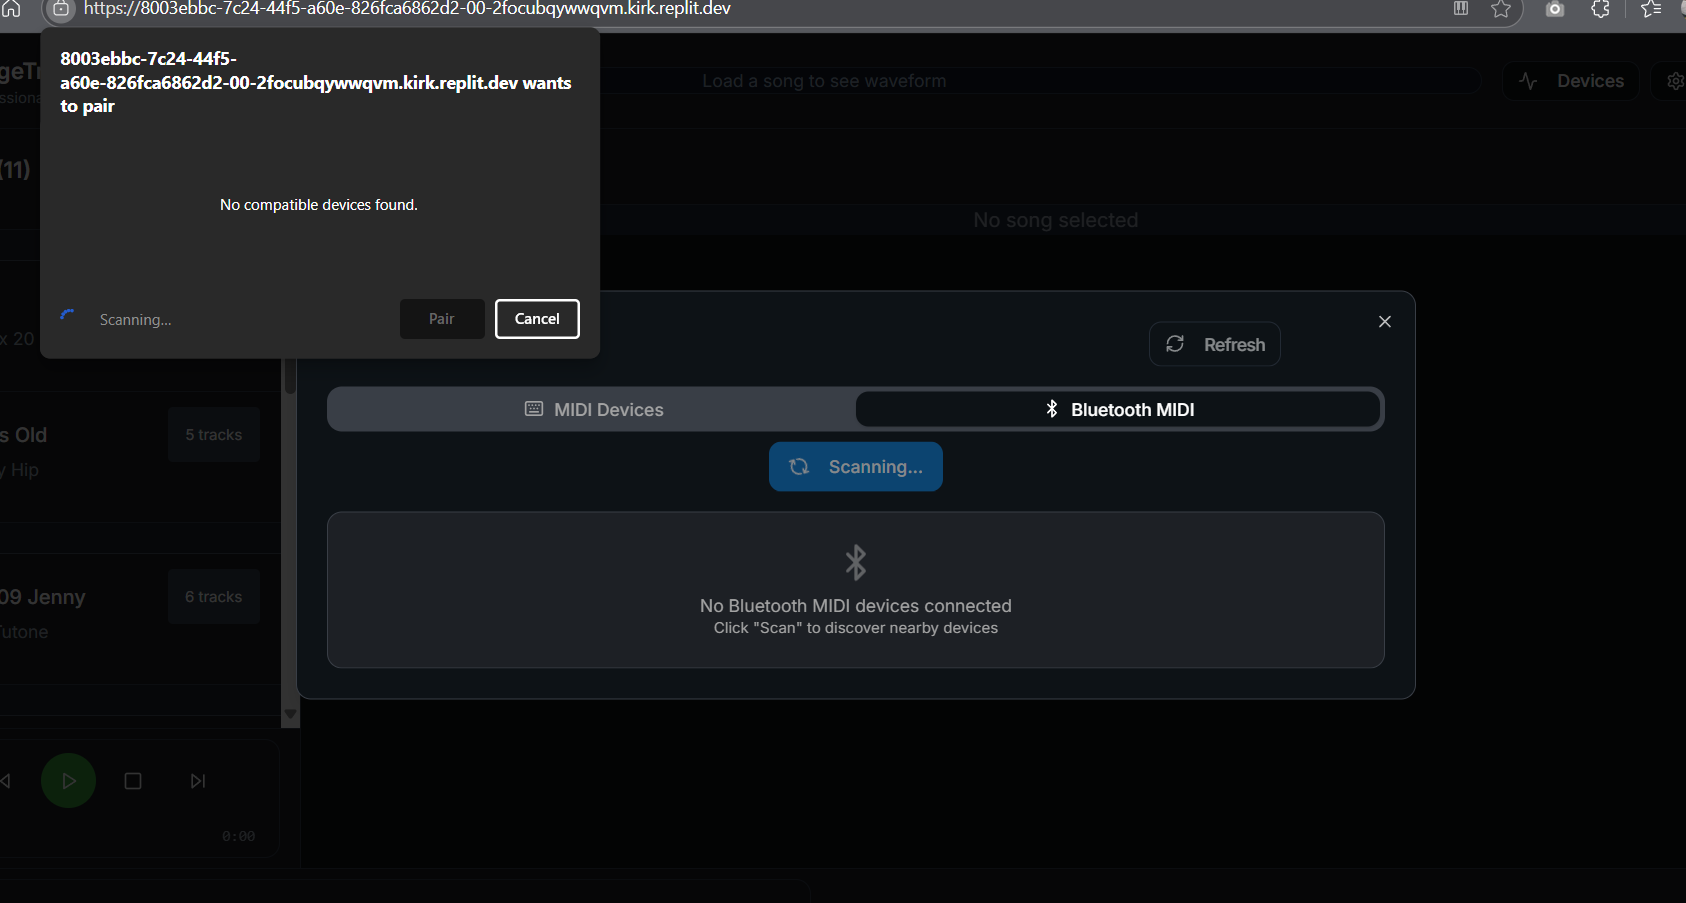 https://8003ebbc-7c24-44f5-a60e-826fca6862d2-00-2focubqywwqvm.kirk.replit.dev
8003ebbc-7c24-44f5-
a60e-826fca6862d2-00-2focubqywwqvm.kirk.replit.dev wants
to pair
No compatible devices found.
Scanning...
Pair
Cancel
geTr
ssiona
Load a song to see waveform
Devices
(11)
No song selected
x 20
Refresh
MIDI Devices
Bluetooth MIDI
Scanning...
No Bluetooth MIDI devices connected
Click "Scan" to discover nearby devices
s Old
5 tracks
y Hip
09 Jenny
6 tracks
Tutone
0:00